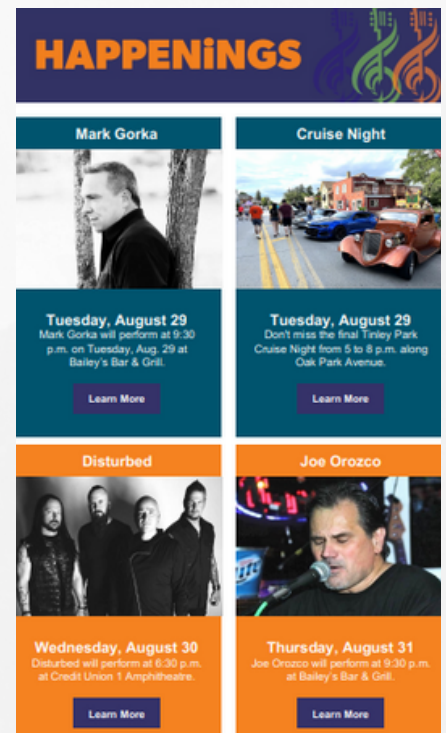 HAPPENiNGS
Mark Gorka
Tuesday, August 29
Mark Gorka will perform at 9:30
p.m. on Tuesday, Aug. 29 at
Bailey's Bar & Grill.
Learn More
Cruise Night
Tuesday, August 29
Don't miss the final Tinley Park
Cruise Night from 5 to 8 p.m. along
Oak Park Avenue.
Learn More
Disturbed
Wednesday, August 30
Disturbed will perform at 6:30 p.m.
at Credit Union 1 Amphitheatre.
Learn More
Joe Orozco
Thursday, August 31
Joe Orozco will perform at 9:30 p.m.
at Bailey's Bar & Grill.
Learn More